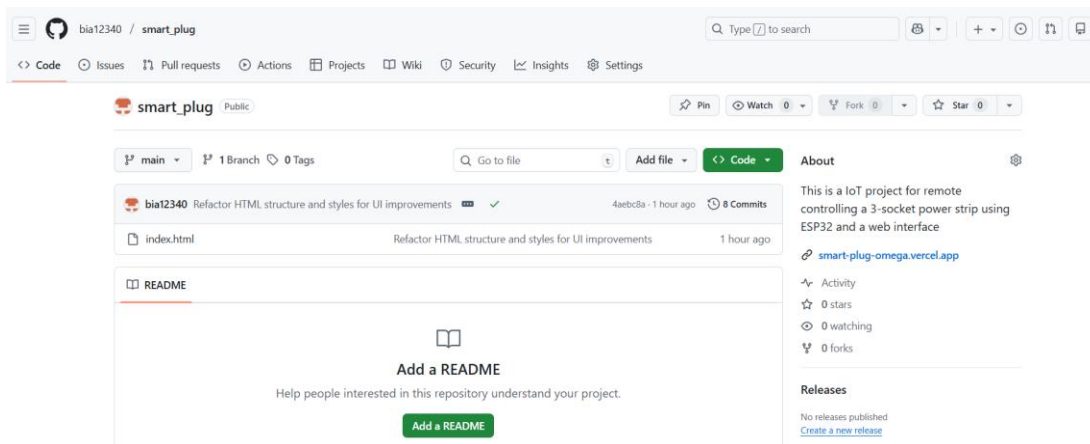 bia12340 / smart_plug
Type / to search
Code Issues Pull requests Actions Projects Wiki Security Insights Settings
smart_plug Public
Pin Watch 0 Fork 0 Star 0
main 1 Branch 0 Tags Go to file t Add file Code
bia12340 Refactor HTML structure and styles for UI improvements 4aebc8a · 1 hour ago 8 Commits
index.html Refactor HTML structure and styles for UI improvements 1 hour ago
README
Add a README
Help people interested in this repository understand your project.
Add a README
About
This is a IoT project for remote
controlling a 3-socket power strip using
ESP32 and a web interface
smart-plug-omega.vercel.app
Activity
0 stars
0 watching
0 forks
Releases
No releases published
Create a new release